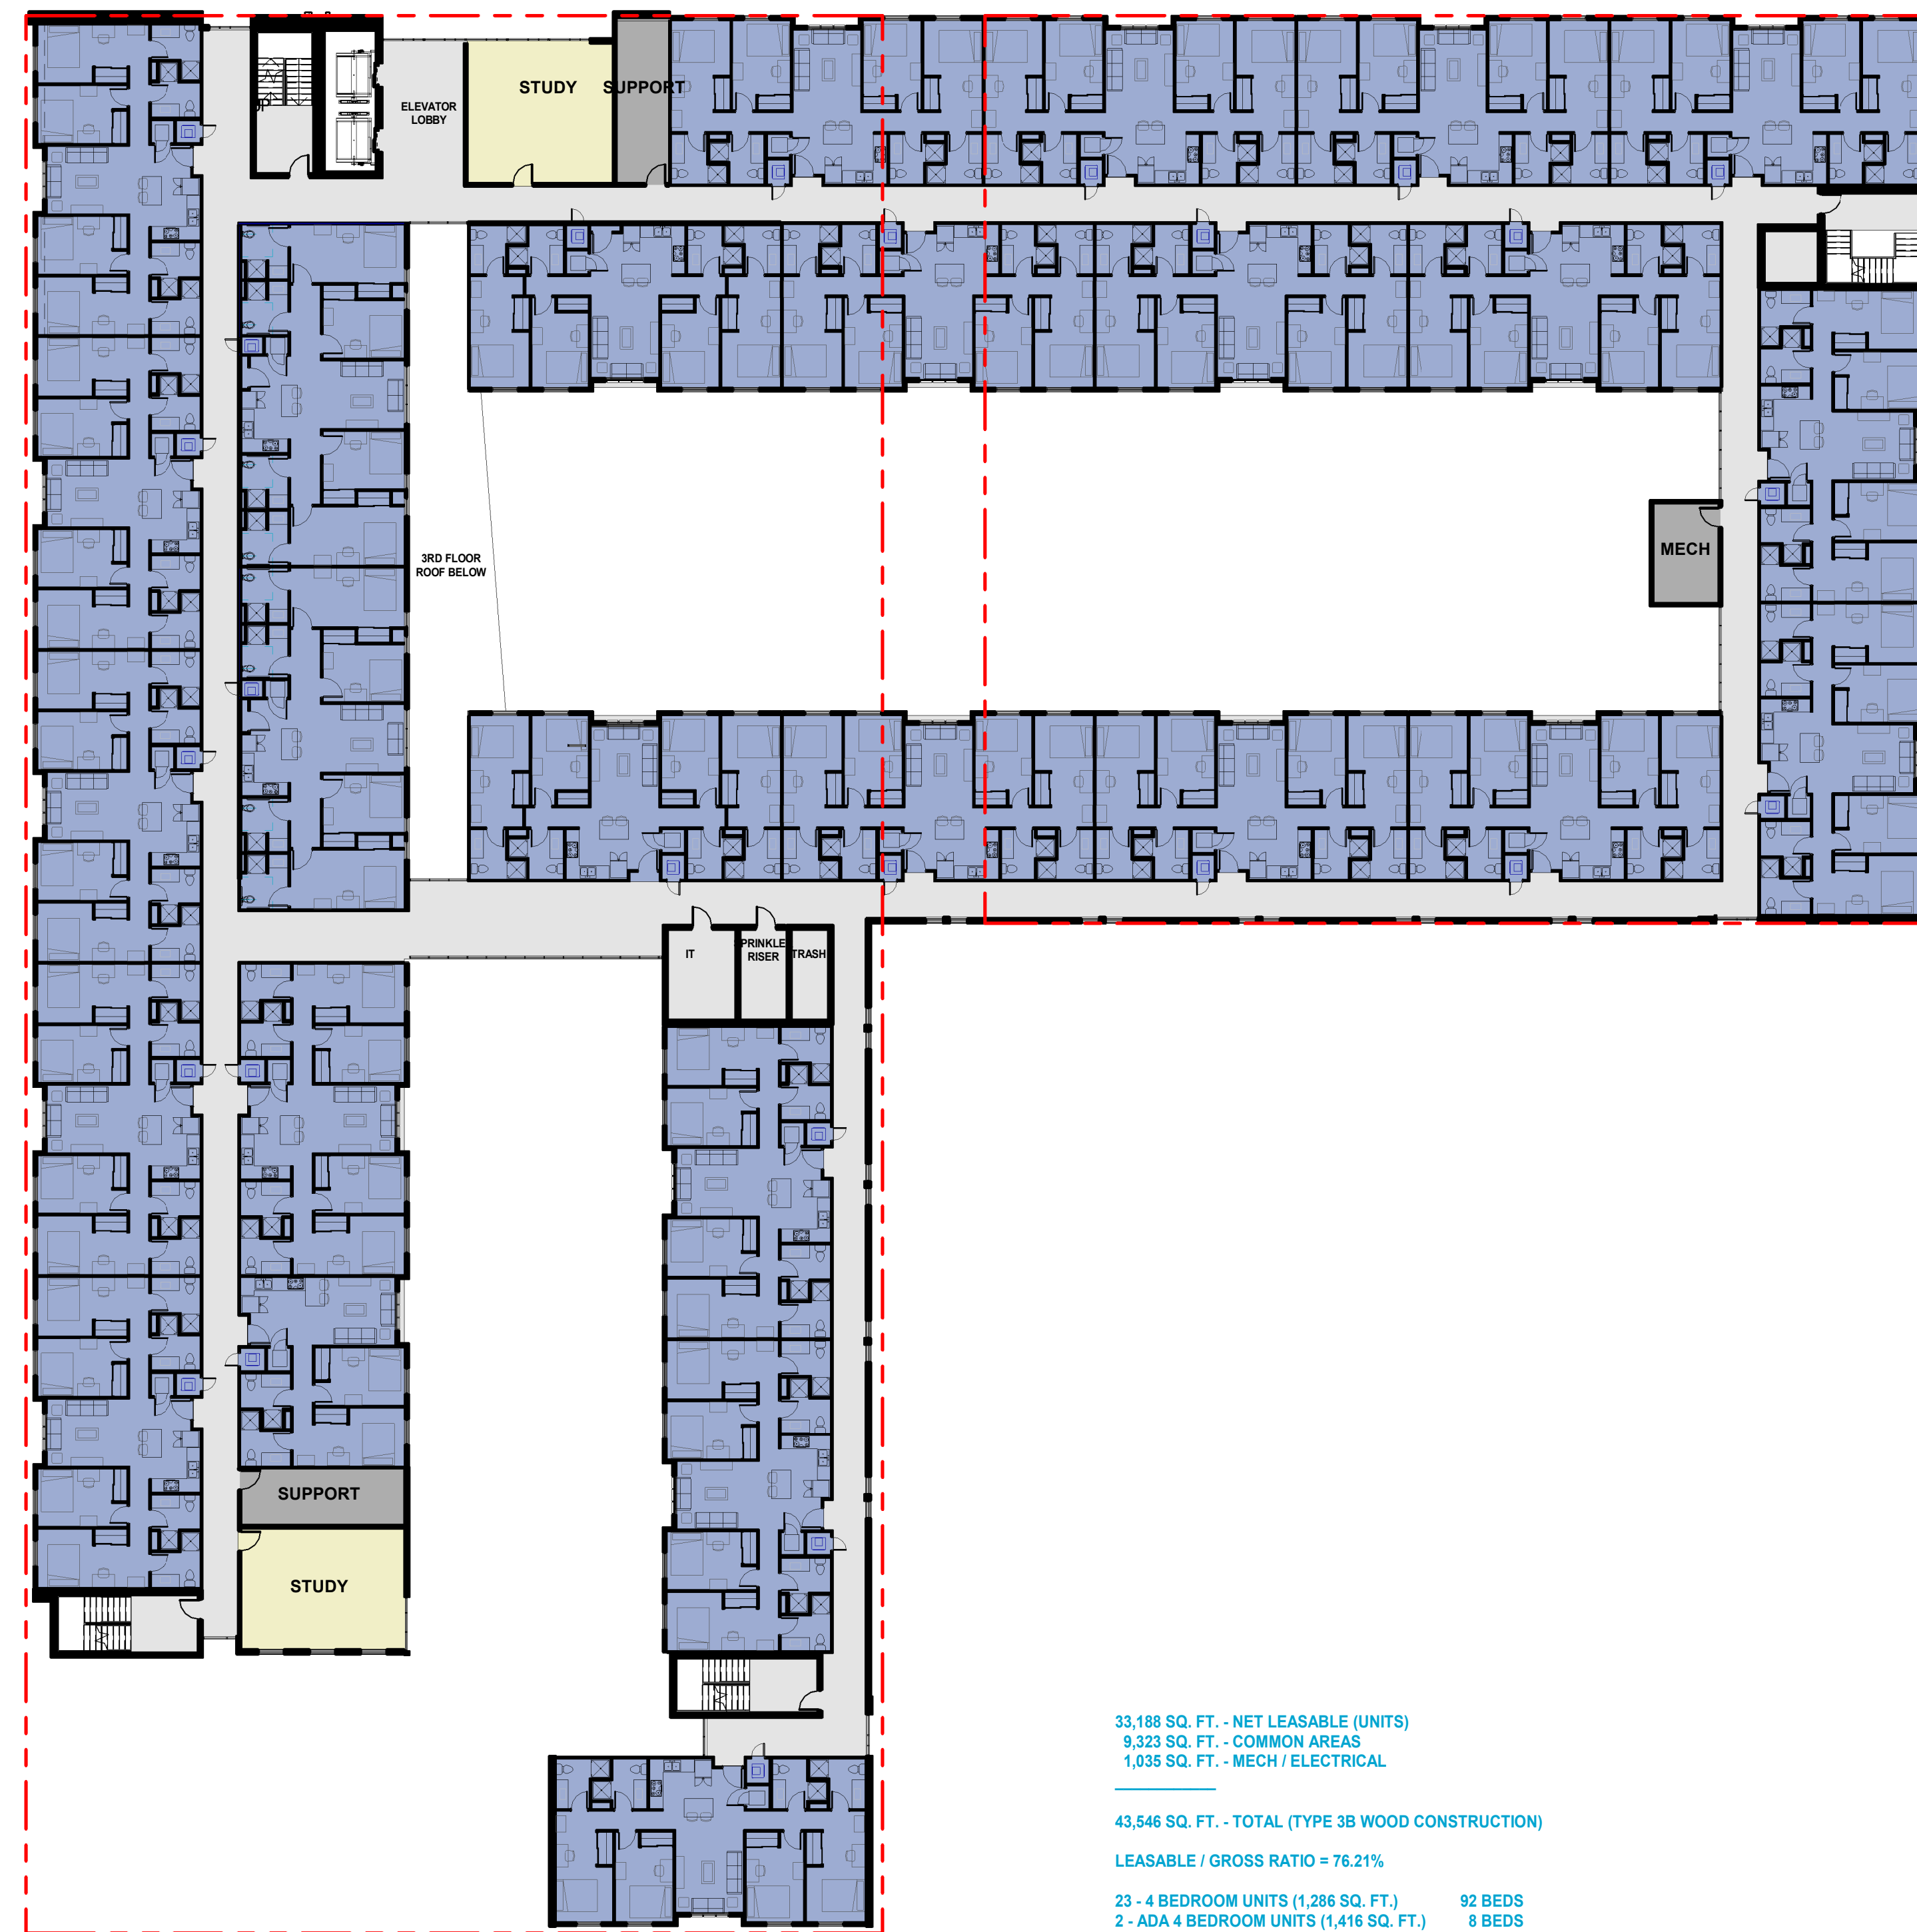 STUDY
SUPPORT
ELEVATOR
LOBBY
3RD FLOOR
ROOF BELOW
MECH
IT
RISER
TRASH
SUPPORT
STUDY
33,188 SQ. FT. - NET LEASABLE (UNITS)
9,323 SQ. FT. - COMMON AREAS
1,035 SQ. FT. - MECH / ELECTRICAL
43,546 SQ. FT. - TOTAL (TYPE 3B WOOD CONSTRUCTION)
LEASABLE / GROSS RATIO = 76.21%
23 - 4 BEDROOM UNITS (1,286 SQ. FT.) 92 BEDS
2 - ADA 4 BEDROOM UNITS (1,416 SQ. FT.) 8 BEDS